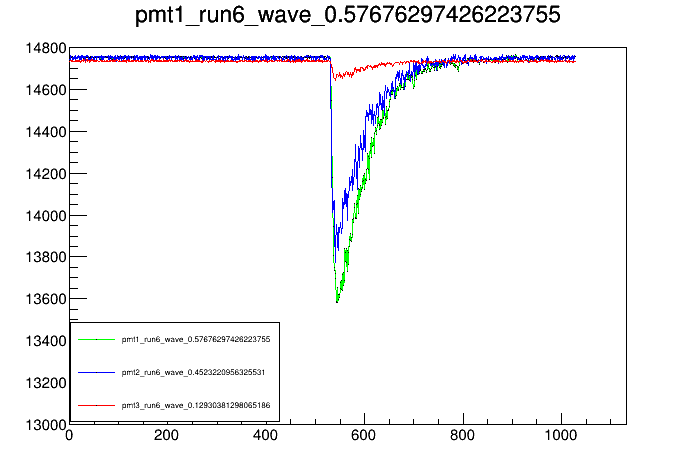 pmt1_run6_wave_0.57676297426223755
14800
14600
14400
14200
14000
13800
13600
13400
13200
13000
pmt1_run6_wave_0.57676297426223755
pmt2_run6_wave_0.4523220956325531
pmt3_run6_wave_0.12930381298065186
0 200 400 600 800 1000